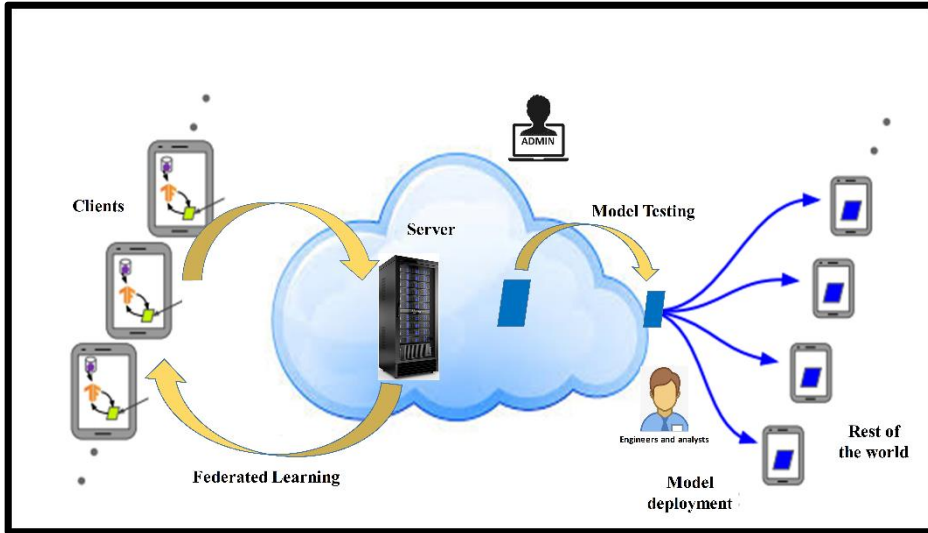 ADMIN
Clients
Server
Model Testing
Engineers and analysts
Federated Learning
Model
deployment
Rest of
the world